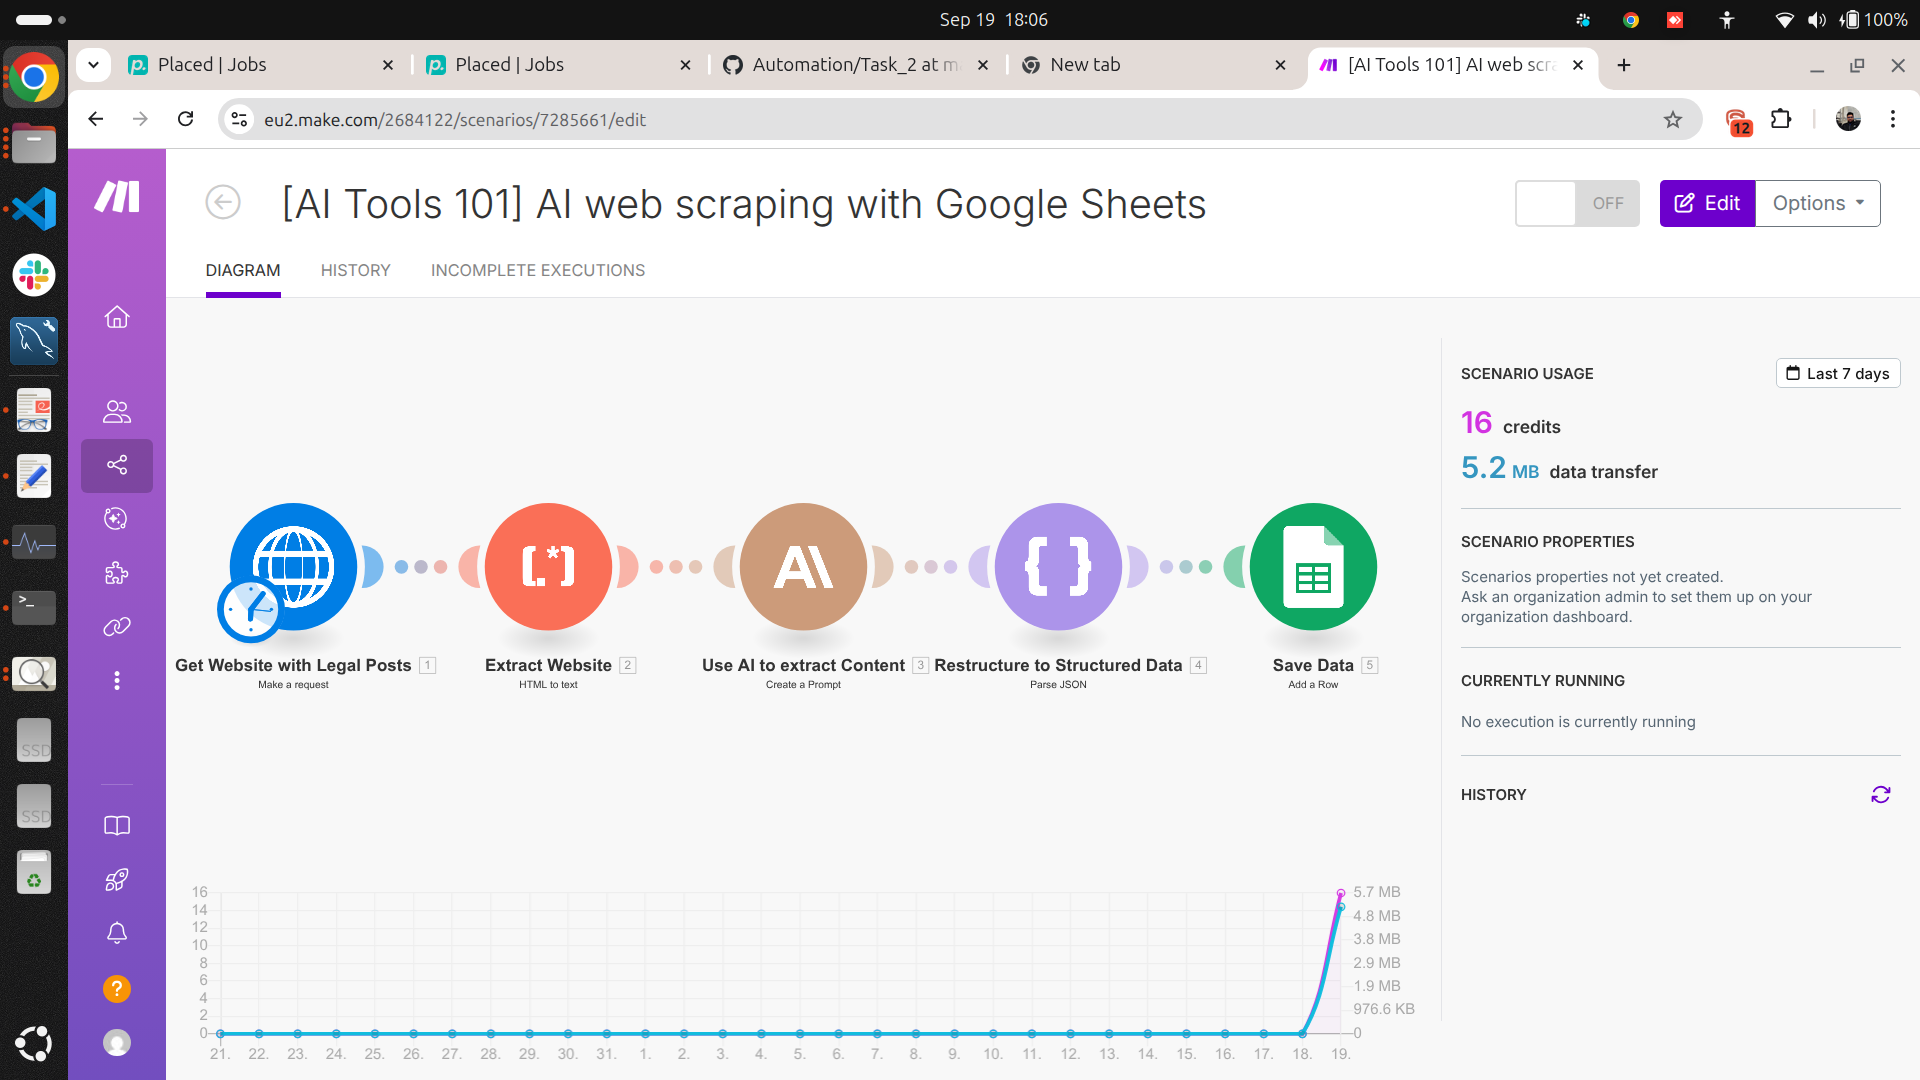 Sep 19 18:06
100%
Placed | Jobs
Placed | Jobs
Automation/Task_2 at m
New tab
[AI Tools 101] AI web scra
eu2.make.com/2684122/scenarios/7285661/edit
12
[AI Tools 101] AI web scraping with Google Sheets
OFF
Edit
Options
DIAGRAM
HISTORY
INCOMPLETE EXECUTIONS
SCENARIO USAGE
Last 7 days
16 credits
5.2 MB data transfer
SCENARIO PROPERTIES
Scenarios properties not yet created.
Ask an organization admin to set them up on your
organization dashboard.
CURRENTLY RUNNING
No execution is currently running
HISTORY
Get Website with Legal Posts 1
Make a request
Extract Website 2
HTML to text
Use AI to extract Content 3
Create a Prompt
Restructure to Structured Data 4
Parse JSON
Save Data 5
Add a Row
SSD
SSD
16
14
12
10
8
6
4
2
0
5.7 MB
4.8 MB
3.8 MB
2.9 MB
1.9 MB
976.6 KB
0
21. 22. 23. 24. 25. 26. 27. 28. 29. 30. 31. 1. 2. 3. 4. 5. 6. 7. 8. 9. 10. 11. 12. 13. 14. 15. 16. 17. 18. 19.